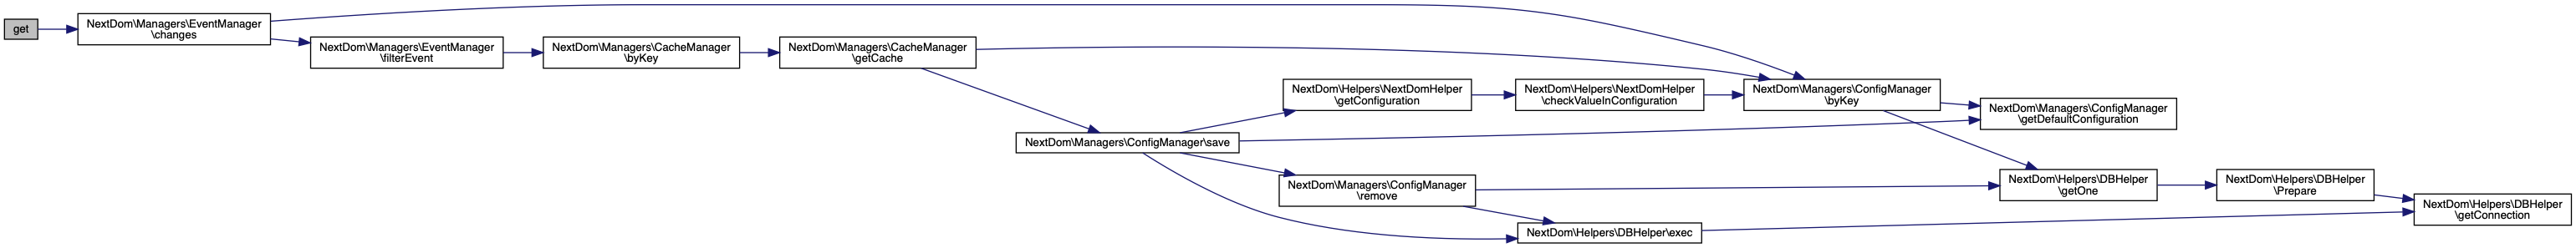 get
NextDom\Managers\EventManager
\changes
NextDom\Managers\EventManager
\filterEvent
NextDom\Managers\CacheManager
\byKey
NextDom\Managers\CacheManager
\getCache
NextDom\Managers\ConfigManager\save
NextDom\Helpers\NextDomHelper
\getConfiguration
NextDom\Helpers\NextDomHelper
\checkValueInConfiguration
NextDom\Managers\ConfigManager
\byKey
NextDom\Managers\ConfigManager
\getDefaultConfiguration
NextDom\Managers\ConfigManager
\remove
NextDom\Helpers\DBHelper\exec
NextDom\Helpers\DBHelper
\getOne
NextDom\Helpers\DBHelper
\Prepare
NextDom\Helpers\DBHelper
\getConnection